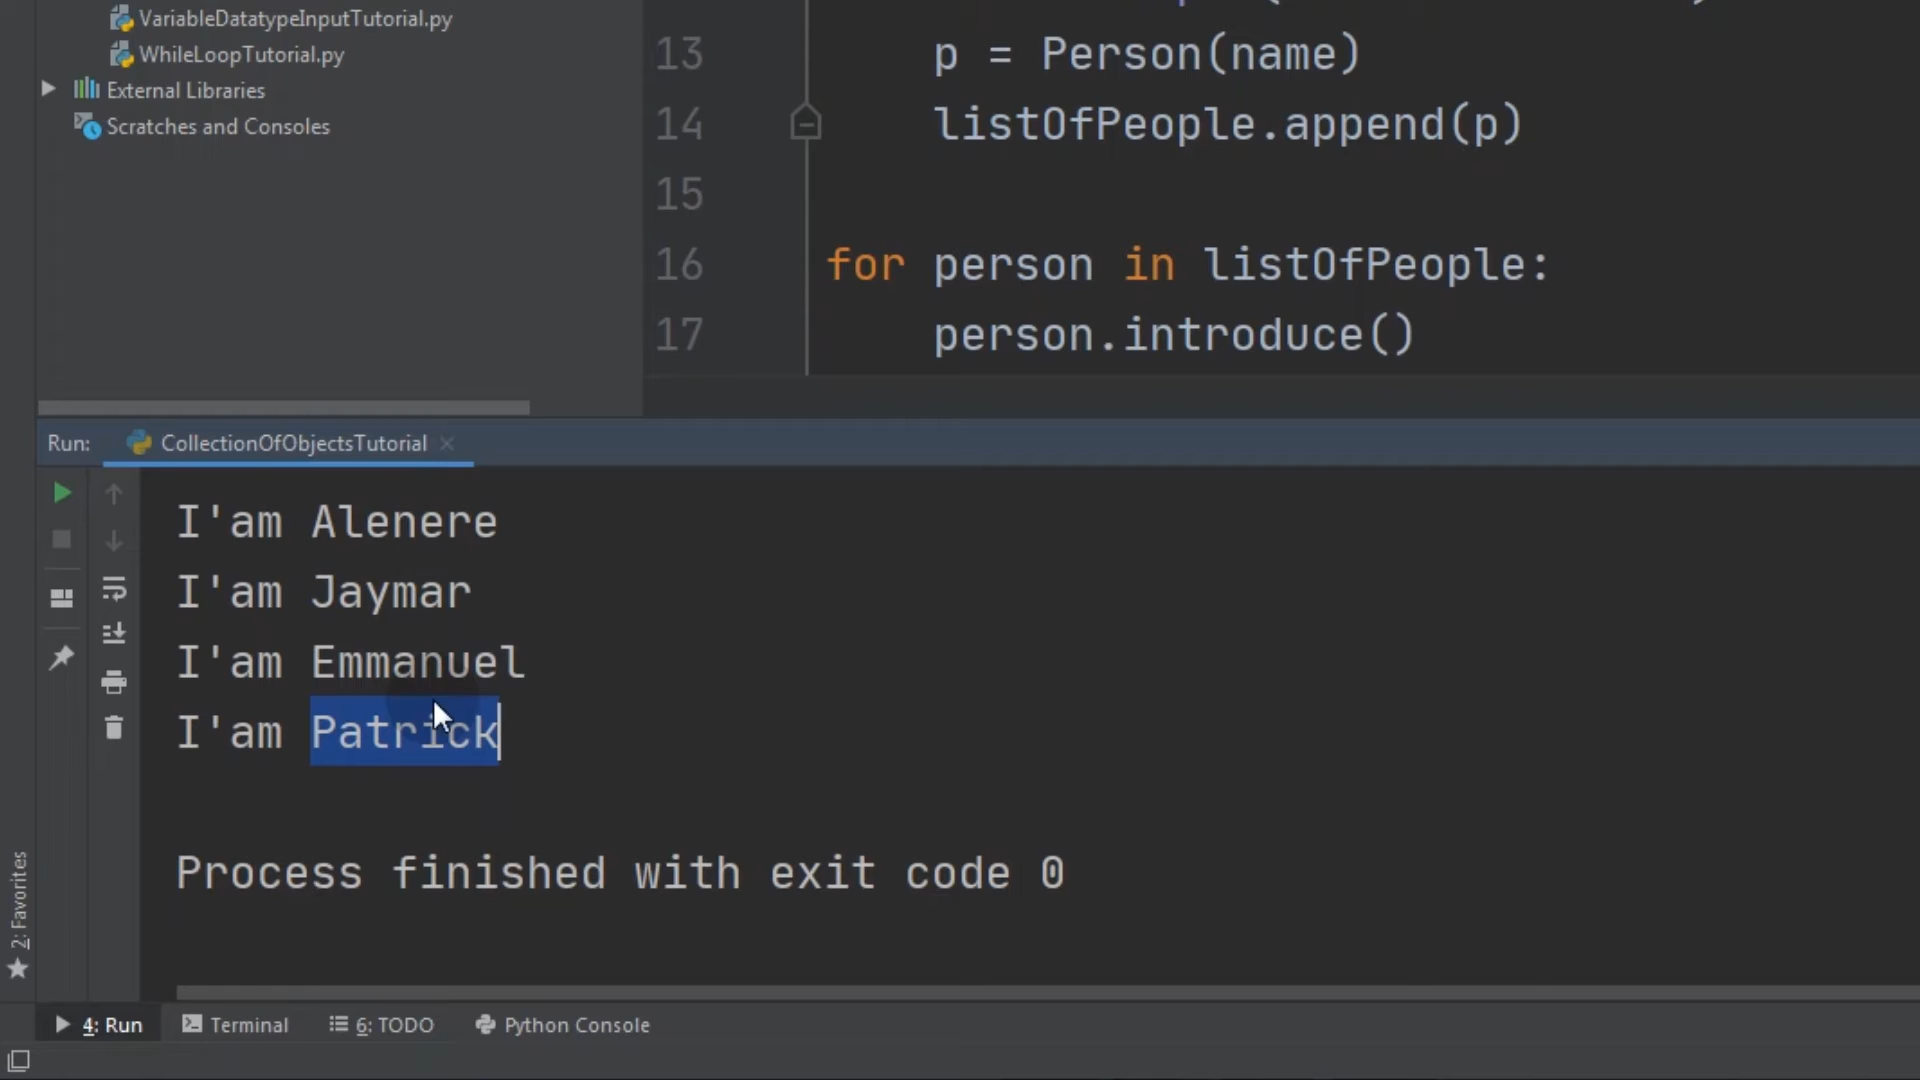 VariableDatatypeInputTutorial.py
WhileLoopTutorial.py
External Libraries
Scratches and Consoles
13 p = Person(name)
14 listOfPeople.append(p)
15
16 for person in listOfPeople:
17 person.introduce()
Run: CollectionOfObjectsTutorial
I'am Alenere
I'am Jaymar
I'am Emmanuel
I'am Patrick
Process finished with exit code 0
2: Favorites
4: Run Terminal 6: TODO Python Console